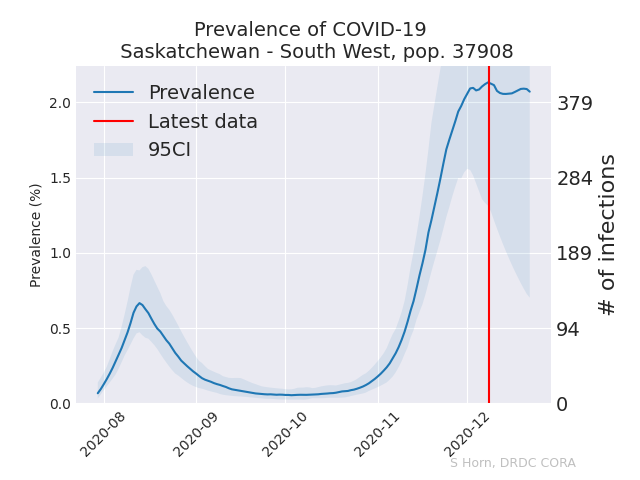 Prevalence of COVID-19
Saskatchewan - South West, pop. 37908
Prevalence
Latest data
95CI
Prevalence (%)
2.0
1.5
1.0
0.5
0.0
379
284
189
94
0
# of infections
2020-08
2020-09
2020-10
2020-11
2020-12
S Horn, DRDC CORA